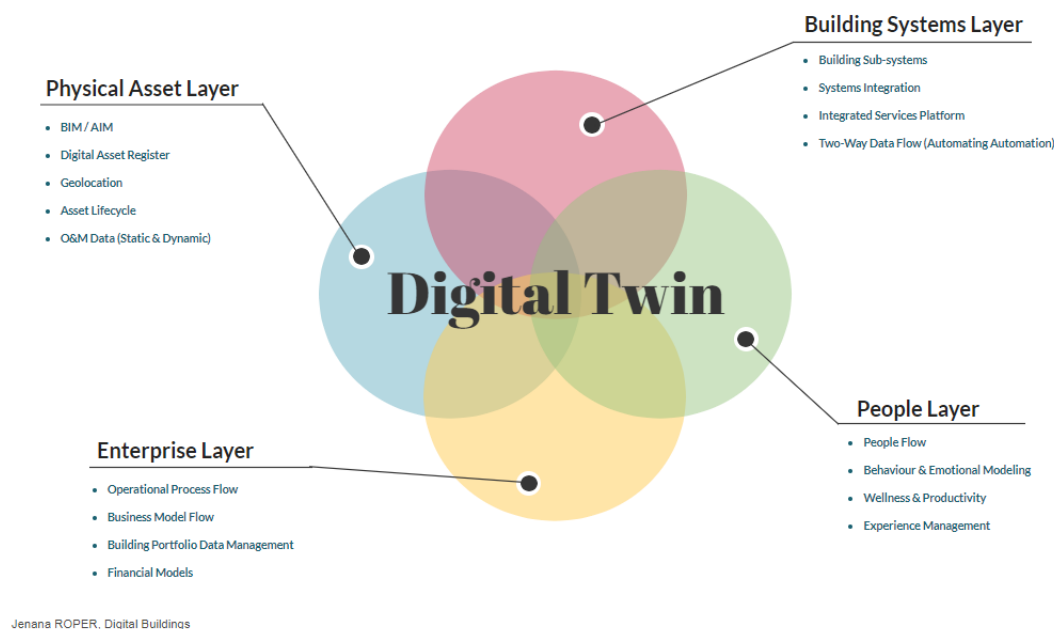 Building Systems Layer
Building Sub-systems
Systems Integration
Integrated Services Platform
Two-Way Data Flow (Automating Automation)
Physical Asset Layer
BIM / AIM
Digital Asset Register
Geolocation
Asset Lifecycle
O&M Data (Static & Dynamic)
Digital Twin
People Layer
People Flow
Behaviour & Emotional Modeling
Wellness & Productivity
Experience Management
Enterprise Layer
Operational Process Flow
Business Model Flow
Building Portfolio Data Management
Financial Models
Jenana ROPER, Digital Buildings